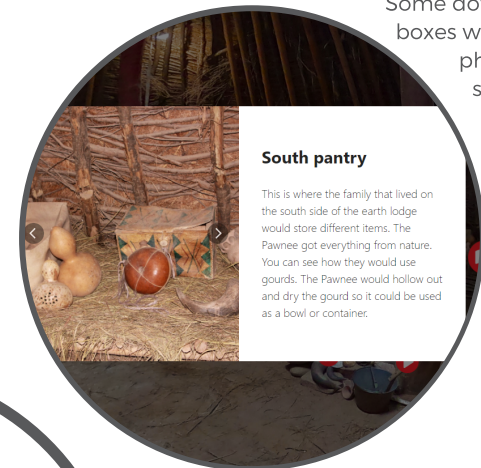 Some do
boxes w
ph
s
South pantry
This is where the family that lived on
the south side of the earth lodge
would store different items. The
Pawnee got everything from nature.
You can see how they would use
gourds. The Pawnee would hollow out
and dry the gourd so it could be used
as a bowl or container.